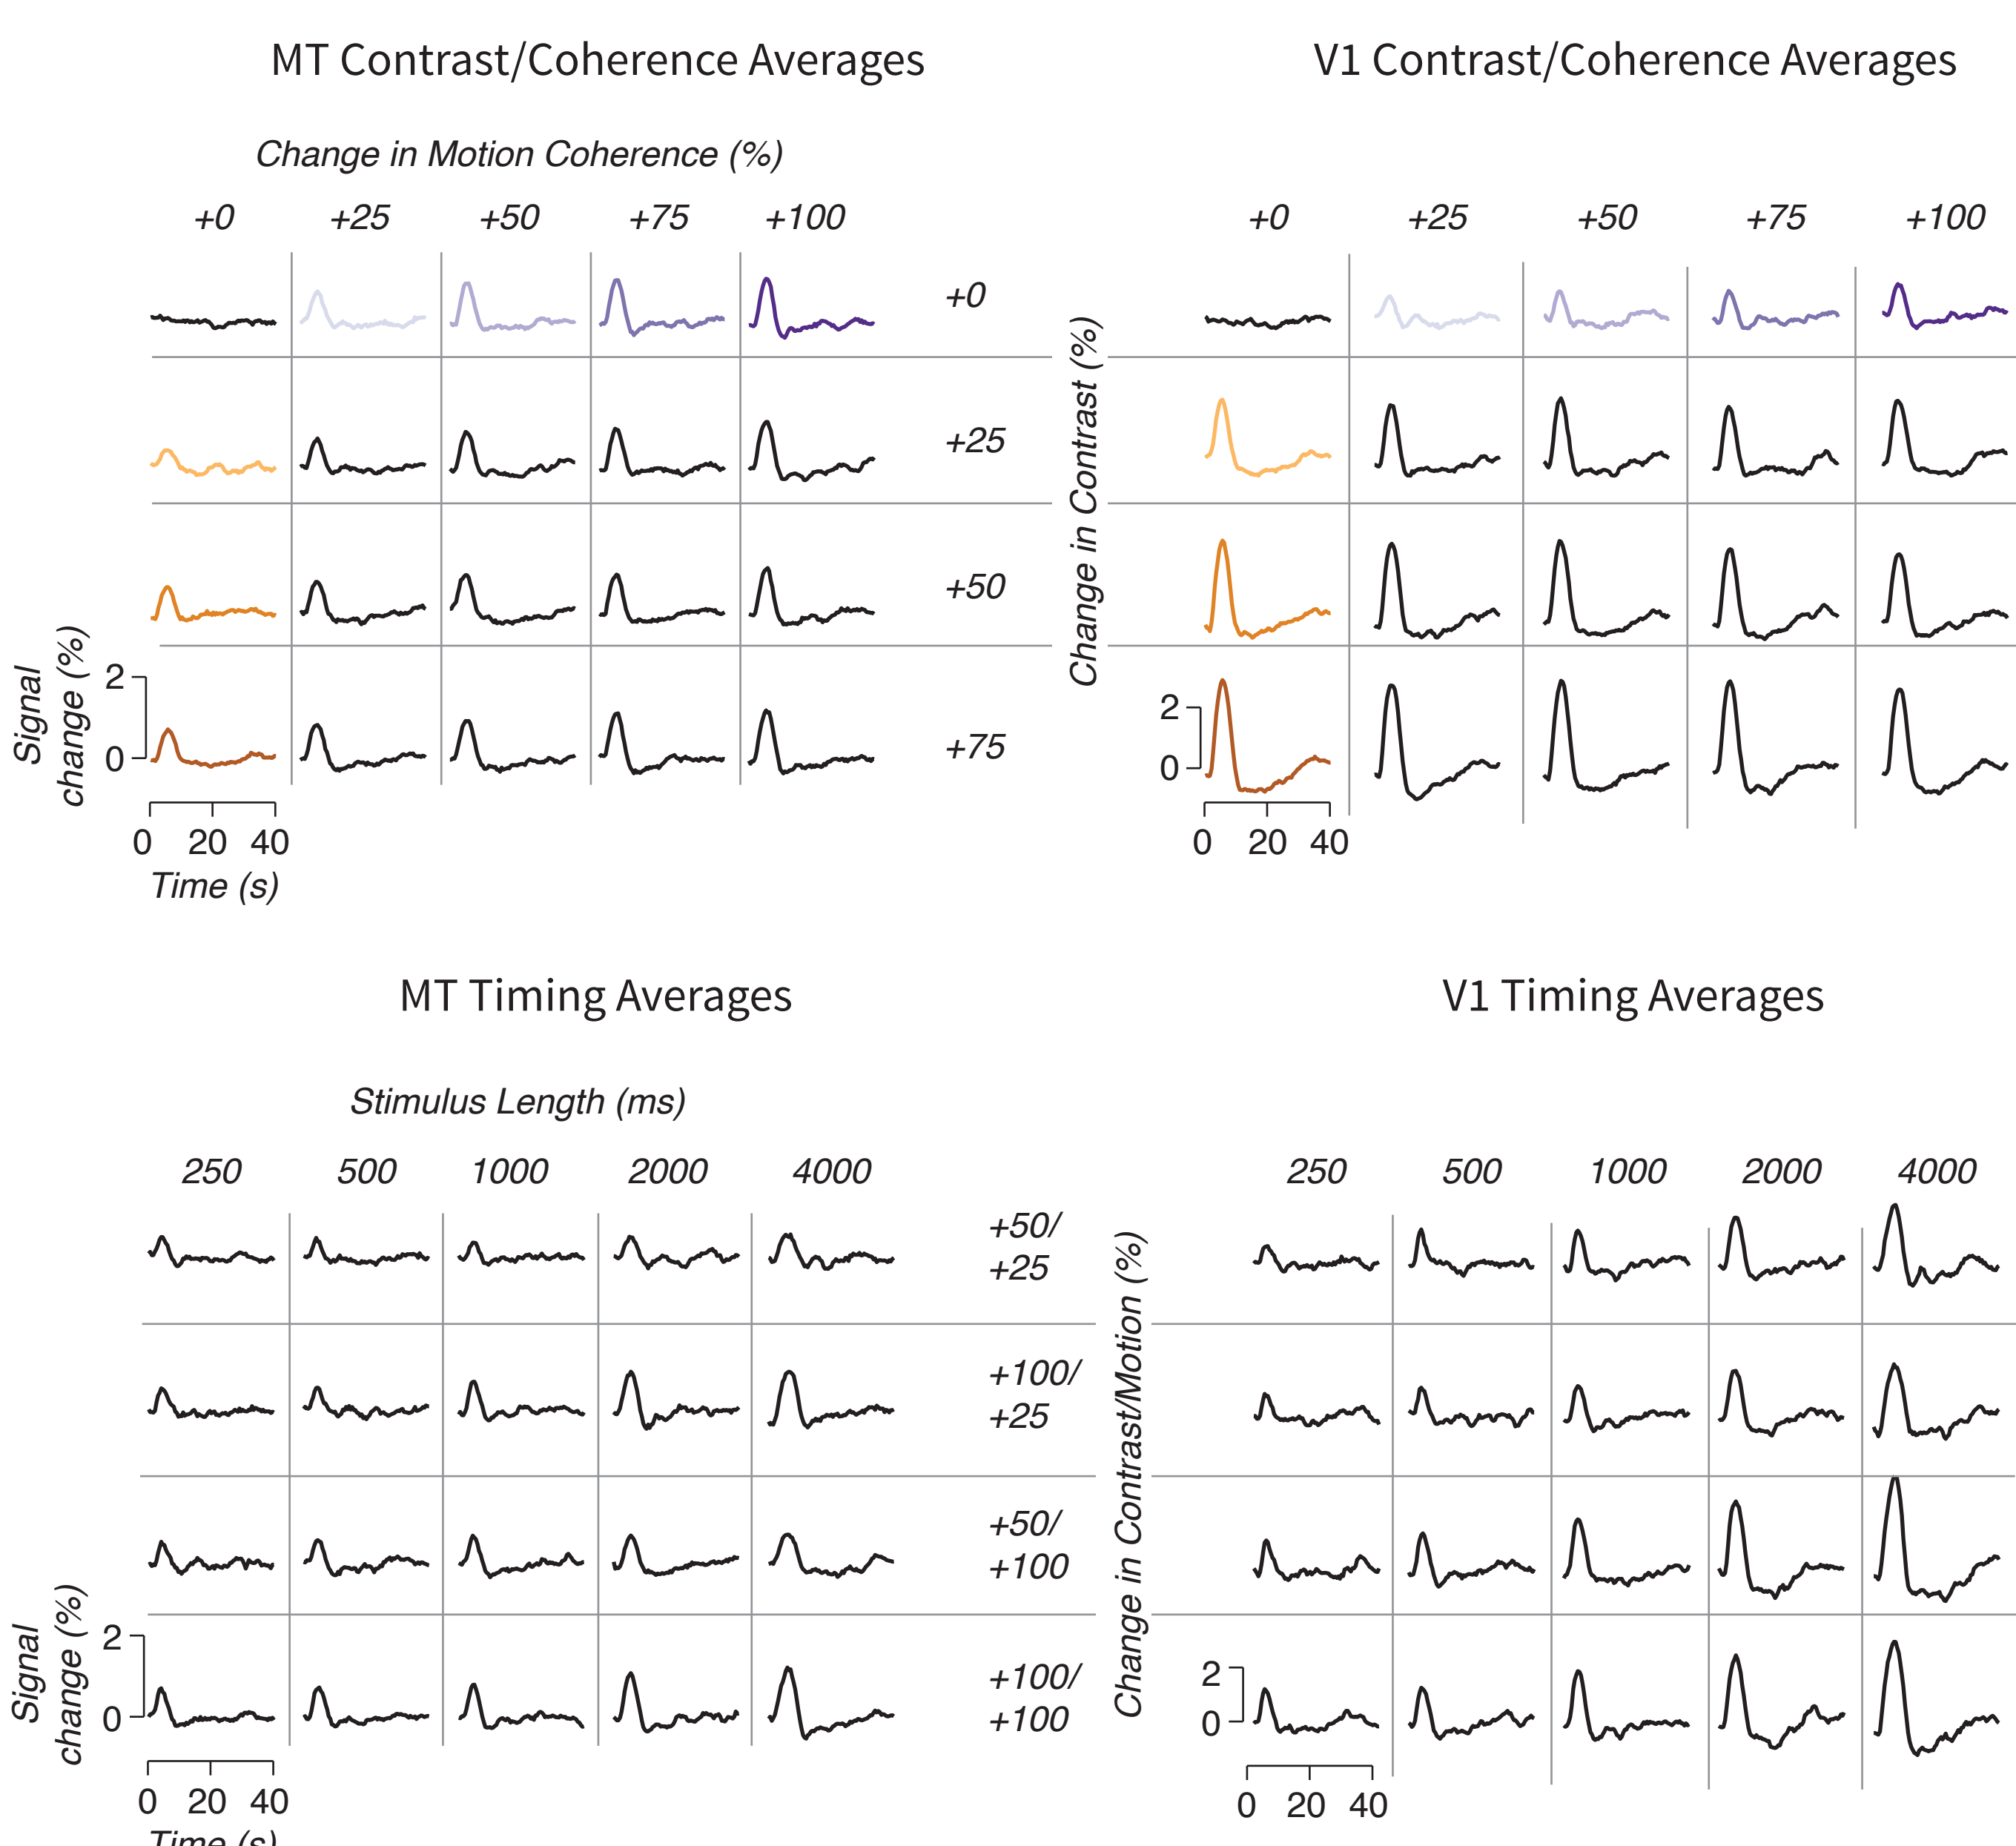 MT Contrast/Coherence Averages
V1 Contrast/Coherence Averages
Change in Motion Coherence (%)
+0 +25 +50 +75 +100
+0 +25 +50 +75 +100
+0
+25
+50
+75
Change in Contrast (%)
Signal
change (%)
2
0
0 20 40
Time (s)
2
0
0 20 40
MT Timing Averages
V1 Timing Averages
Stimulus Length (ms)
250 500 1000 2000 4000
250 500 1000 2000 4000
+50/
+25
+100/
+25
+50/
+100
+100/
+100
Change in Contrast/Motion (%)
Signal
change (%)
2
0
0 20 40
Time (s)
2
0
0 20 40